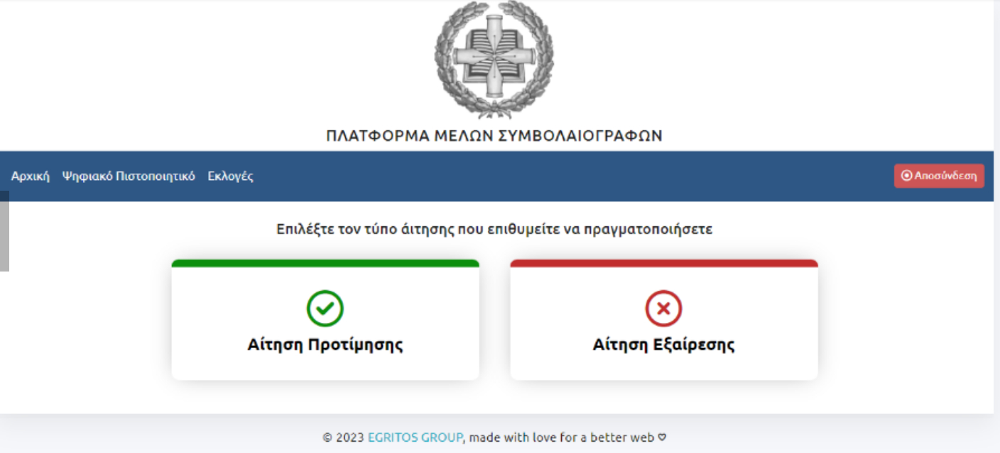 ΠΛΑΤΦΟΡΜΑ ΜΕΛΩΝ ΣΥΜΒΟΛΑΙΟΓΡΑΦΩΝ
Αρχική Ψηφιακό Πιστοποιητικό Εκλογές Αποσύνδεση
Επιλέξτε τον τύπο άιτησης που επιθυμείτε να πραγματοποιήσετε
Αίτηση Προτίμησης
Αίτηση Εξαίρεσης
© 2023 EGRITOS GROUP, made with love for a better web ♡